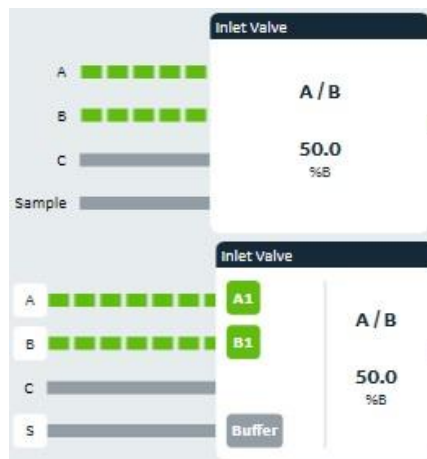 Inlet Valve
A
B
C
Sample
A / B
50.0
%B
Inlet Valve
A A1
B B1
C
S Buffer
A / B
50.0
%B